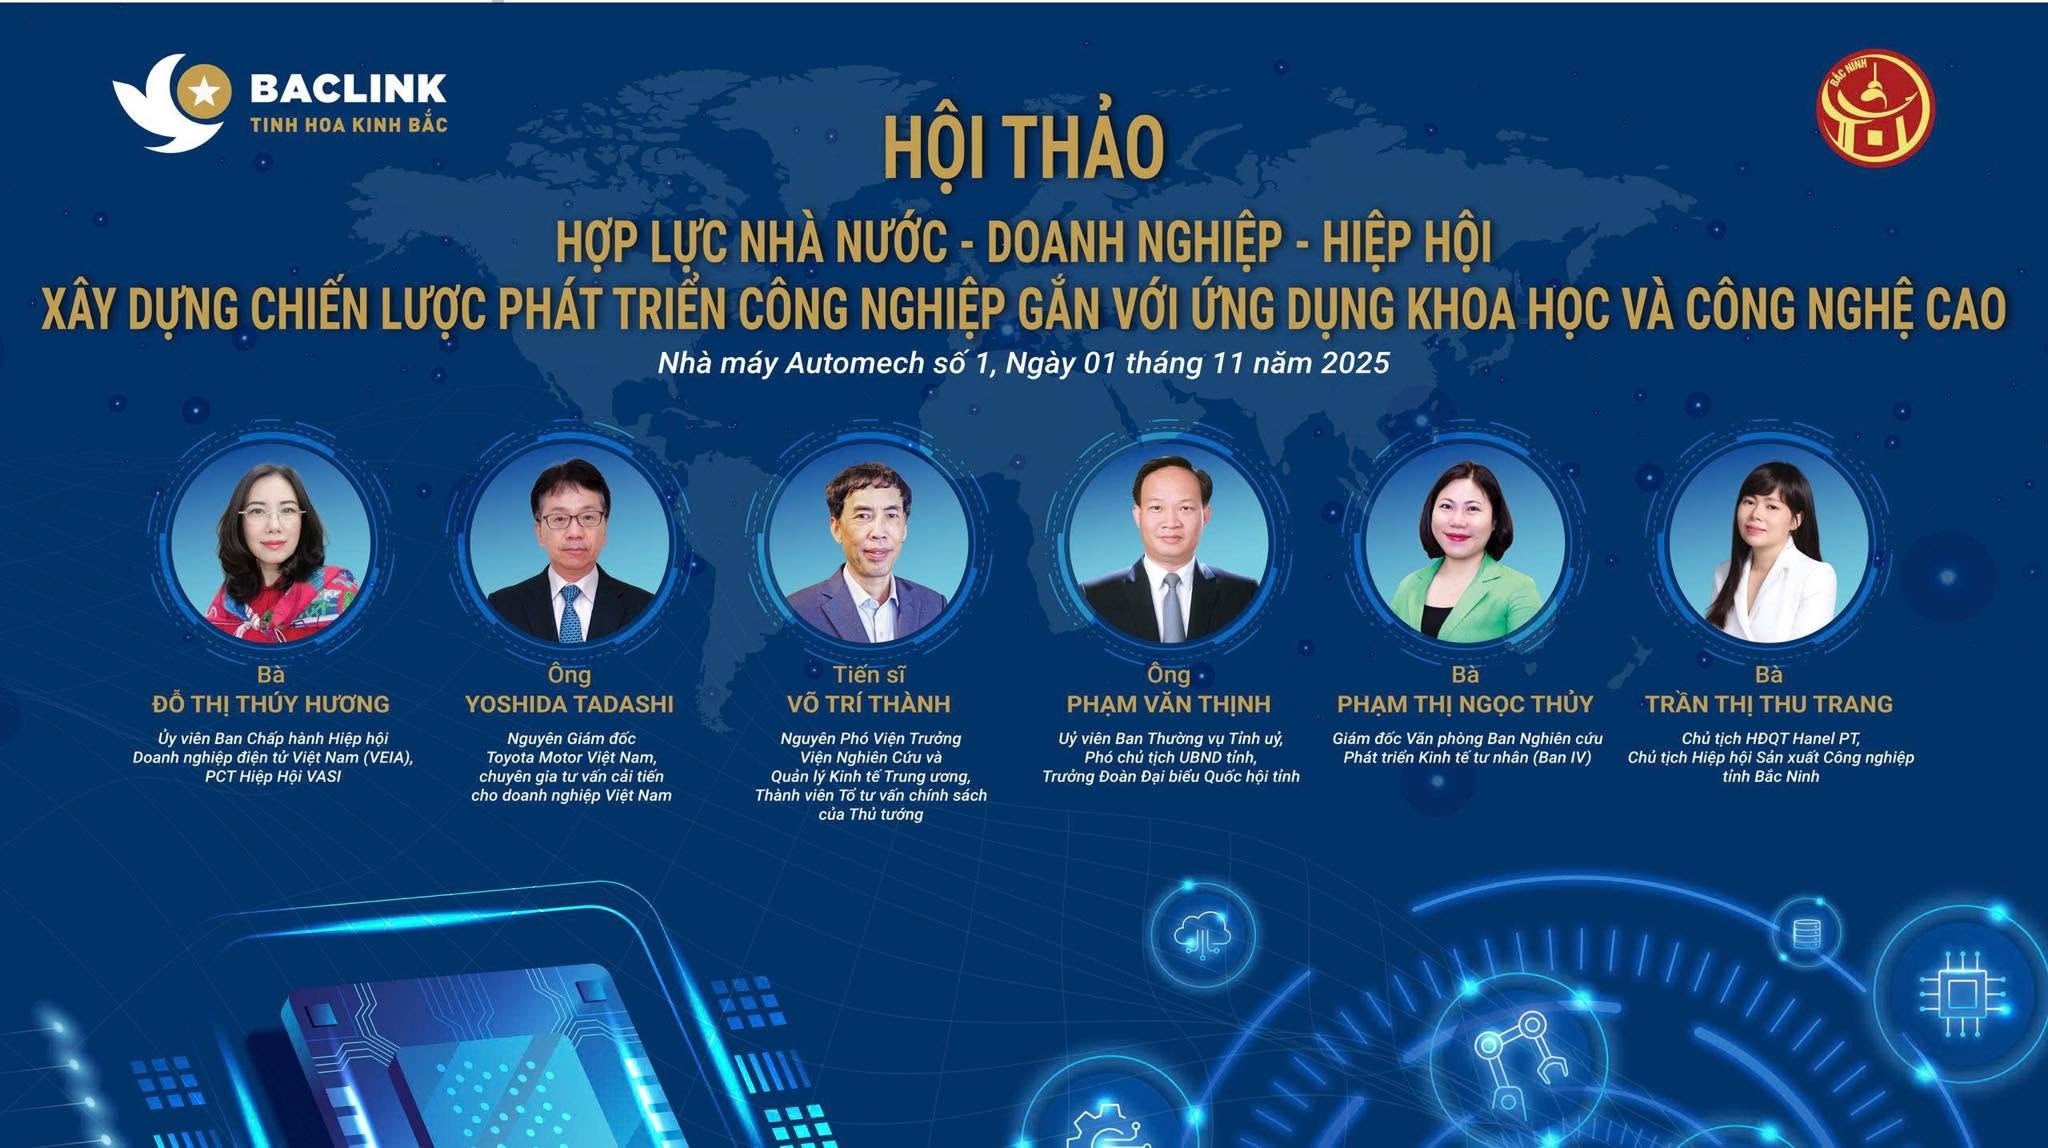 BACLINK
TINH HOA KINH BẮC
BẮC NINH
HỘI THẢO
HỢP LỰC NHÀ NƯỚC - DOANH NGHIỆP - HIỆP HỘI
XÂY DỰNG CHIẾN LƯỢC PHÁT TRIỂN CÔNG NGHIỆP GẮN VỚI ỨNG DỤNG KHOA HỌC VÀ CÔNG NGHỆ CAO
Nhà máy Automech số 1, Ngày 01 tháng 11 năm 2025
Bà
ĐỖ THỊ THÚY HƯƠNG
Ủy viên Ban Chấp hành Hiệp hội
Doanh nghiệp điện tử Việt Nam (VEIA),
PCT Hiệp Hội VASI
Ông
YOSHIDA TADASHI
Nguyên Giám đốc
Toyota Motor Việt Nam,
chuyên gia tư vấn cải tiến
cho doanh nghiệp Việt Nam
Tiến sĩ
VÕ TRÍ THÀNH
Nguyên Phó Viện Trưởng
Viện Nghiên Cứu và
Quản lý Kinh tế Trung ương,
Thành viên Tổ tư vấn chính sách
của Thủ tướng
Ông
PHẠM VĂN THỊNH
Uỷ viên Ban Thường vụ Tỉnh uỷ,
Phó chủ tịch UBND tỉnh,
Trưởng Đoàn Đại biểu Quốc hội tỉnh
Bà
PHẠM THỊ NGỌC THỦY
Giám đốc Văn phòng Ban Nghiên cứu
Phát triển Kinh tế tư nhân (Ban IV)
Bà
TRẦN THỊ THU TRANG
Chủ tịch HĐQT Hanel PT,
Chủ tịch Hiệp hội Sản xuất Công nghiệp
tỉnh Bắc Ninh